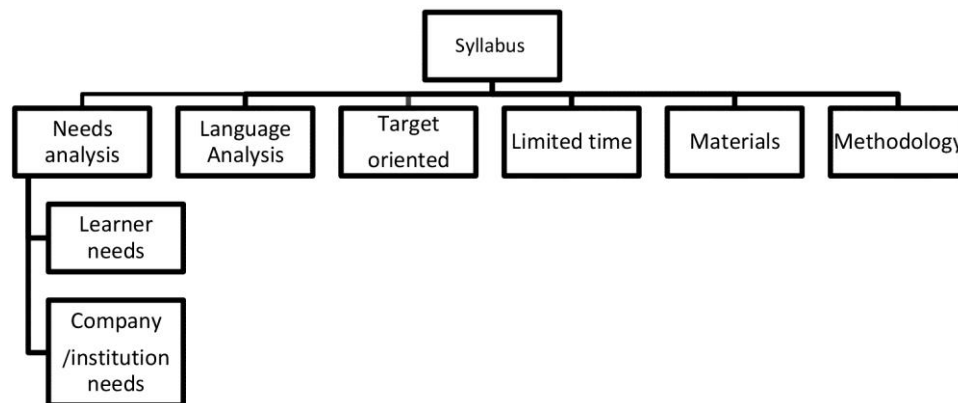 Syllabus
Needs
analysis
Language
Analysis
Target
oriented
Limited time
Materials
Methodology
Learner
needs
Company
/institution
needs